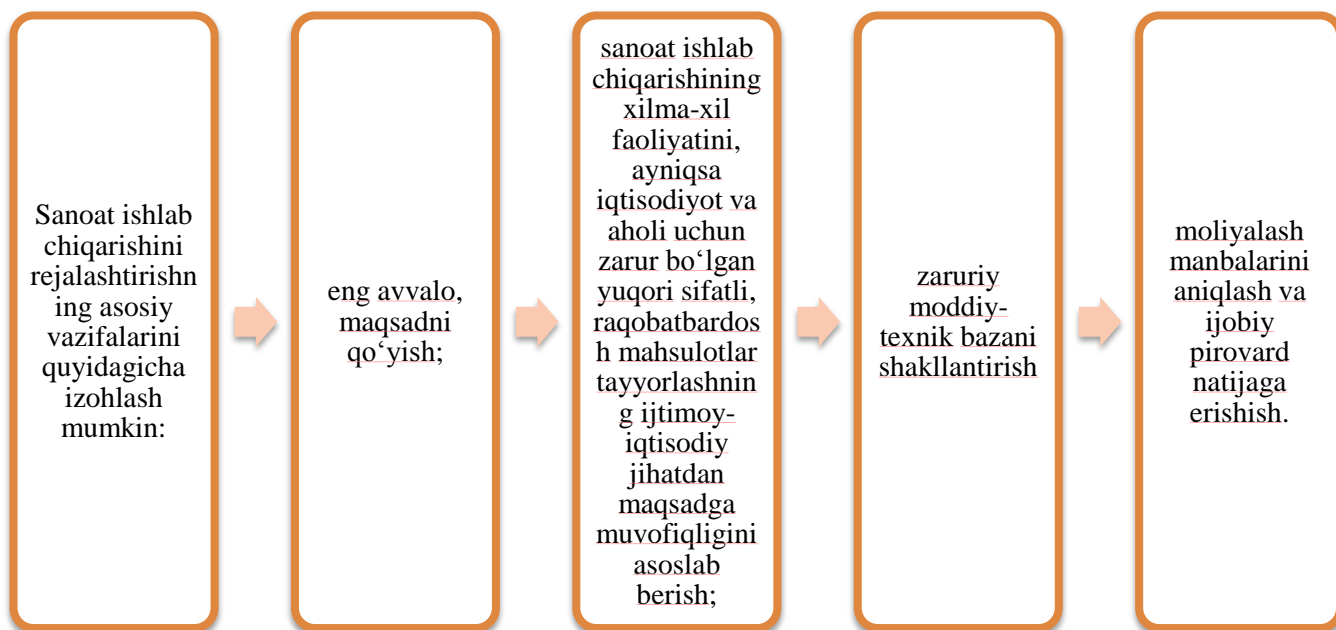 Sanoat ishlab
chiqarishini
rejalashtirishn
ing asosiy
vazifalarini
quyidagicha
izohlash
mumkin:
eng avvalo,
maqsadni
qo‘yish;
sanoat ishlab
chiqarishining
xilma-xil
faoliyatini,
ayniqsa
iqtisodiyot va
aholi uchun
zarur bo‘lgan
yuqori sifatli,
raqobatbardos
h mahsulotlar
tayyorlashnin
g ijtimoy-
iqtisodiy
jihatdan
maqsadga
muvofiqligini
asoslab
berish;
zaruriy
moddiy-
texnik bazani
shakllantirish
moliyalash
manbalarini
aniqlash va
ijobiy
pirovard
natijaga
erishish.